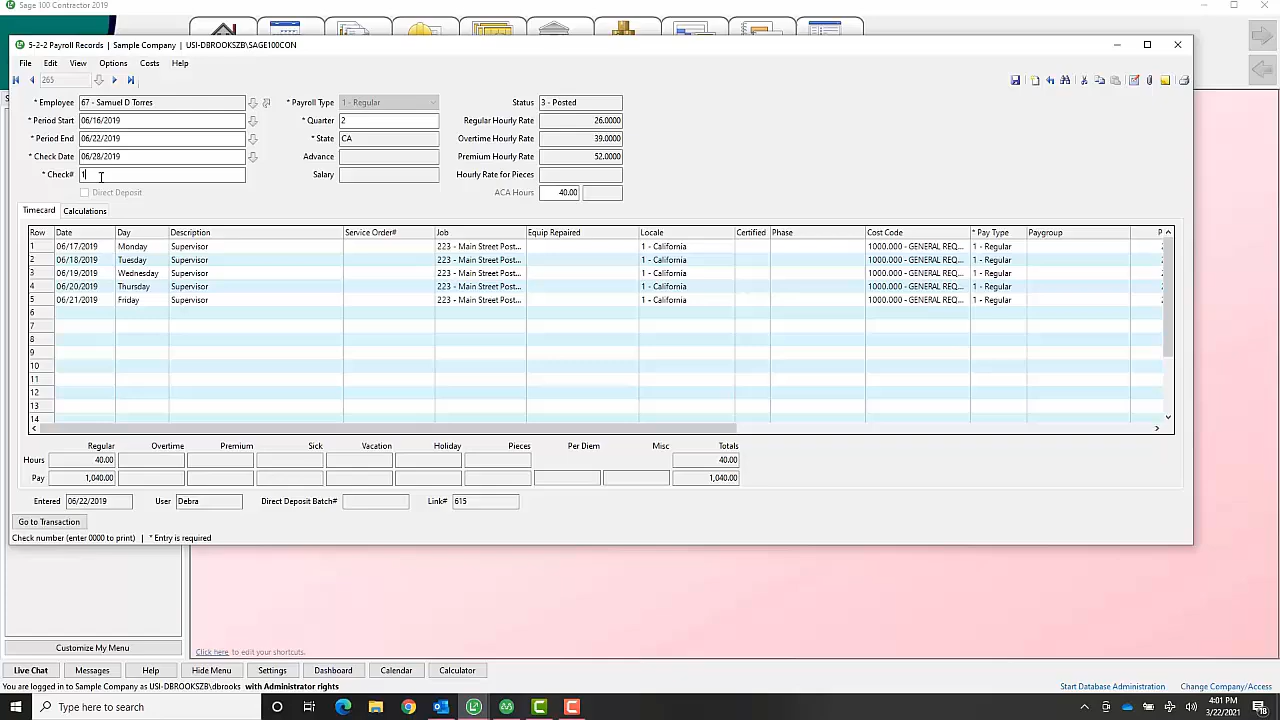 Sage 100 Contractor 2019
5-2-2 Payroll Records | Sample Company | USI-DBROOKSZB\SAGE100CON
File Edit View Options Costs Help
265
* Employee 67 - Samuel D Torres * Payroll Type 1 - Regular Status 3 - Posted
* Period Start 06/16/2019 * Quarter 2 Regular Hourly Rate 26.0000
* Period End 06/22/2019 * State CA Overtime Hourly Rate 39.0000
* Check Date 06/28/2019 Advance Premium Hourly Rate 52.0000
* Check# 1 Salary Hourly Rate for Pieces
Direct Deposit ACA Hours 40.00
Timecard Calculations
Row Date Day Description Service Order# Job Equip Repaired Locale Certified Phase Cost Code * Pay Type Paygroup P
1 06/17/2019 Monday Supervisor 223 - Main Street Post... 1 - California 1000.000 - GENERAL REQ... 1 - Regular
2 06/18/2019 Tuesday Supervisor 223 - Main Street Post... 1 - California 1000.000 - GENERAL REQ... 1 - Regular
3 06/19/2019 Wednesday Supervisor 223 - Main Street Post... 1 - California 1000.000 - GENERAL REQ... 1 - Regular
4 06/20/2019 Thursday Supervisor 223 - Main Street Post... 1 - California 1000.000 - GENERAL REQ... 1 - Regular
5 06/21/2019 Friday Supervisor 223 - Main Street Post... 1 - California 1000.000 - GENERAL REQ... 1 - Regular
6
7
8
9
10
11
12
13
14
Regular Overtime Premium Sick Vacation Holiday Pieces Per Diem Misc Totals
Hours 40.00 40.00
Pay 1,040.00 1,040.00
Entered 06/22/2019 User Debra Direct Deposit Batch# Link# 615
Go to Transaction
Check number (enter 0000 to print) | * Entry is required
Customize My Menu
Click here to edit your shortcuts.
Live Chat Messages Help Hide Menu Settings Dashboard Calendar Calculator
You are logged in to Sample Company as USI-DBROOKSZB\dbrooks with Administrator rights Start Database Administration Change Company/Access
Type here to search
4:01 PM
3/22/2021